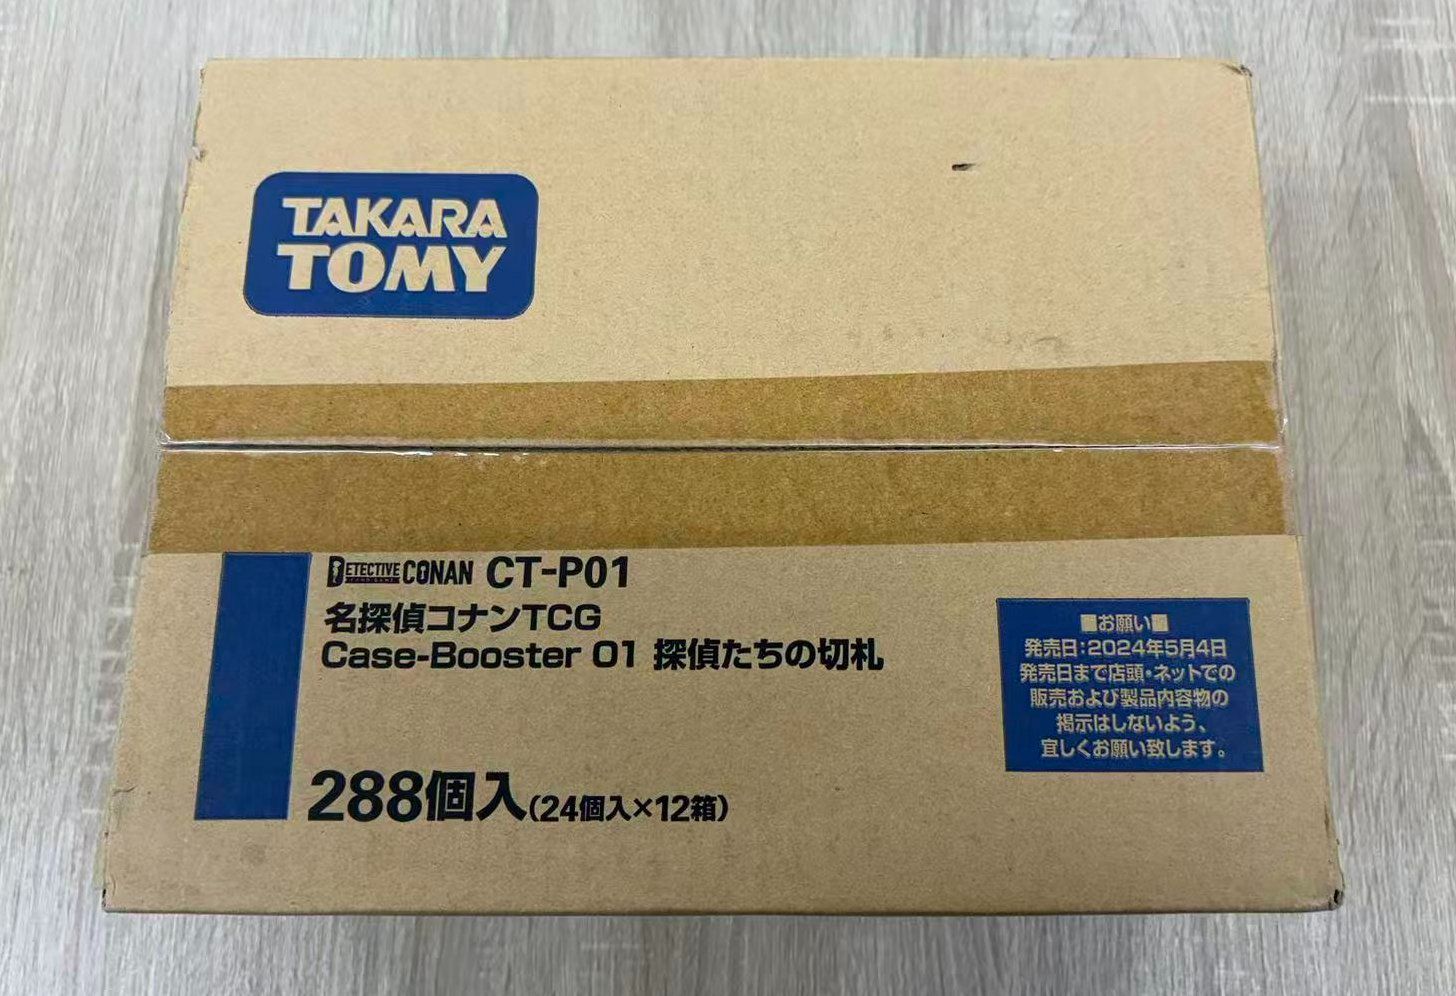 TAKARA
TOMY
DETECTIVE CONAN CT-P01
名探偵コナンTCG
Case-Booster 01 探偵たちの切札
288個入(24個入×12箱)
■お願い■
発売日:2024年5月4日
発売日まで店頭・ネットでの
販売および製品内容物の
掲示はしないよう、
宜しくお願い致します。